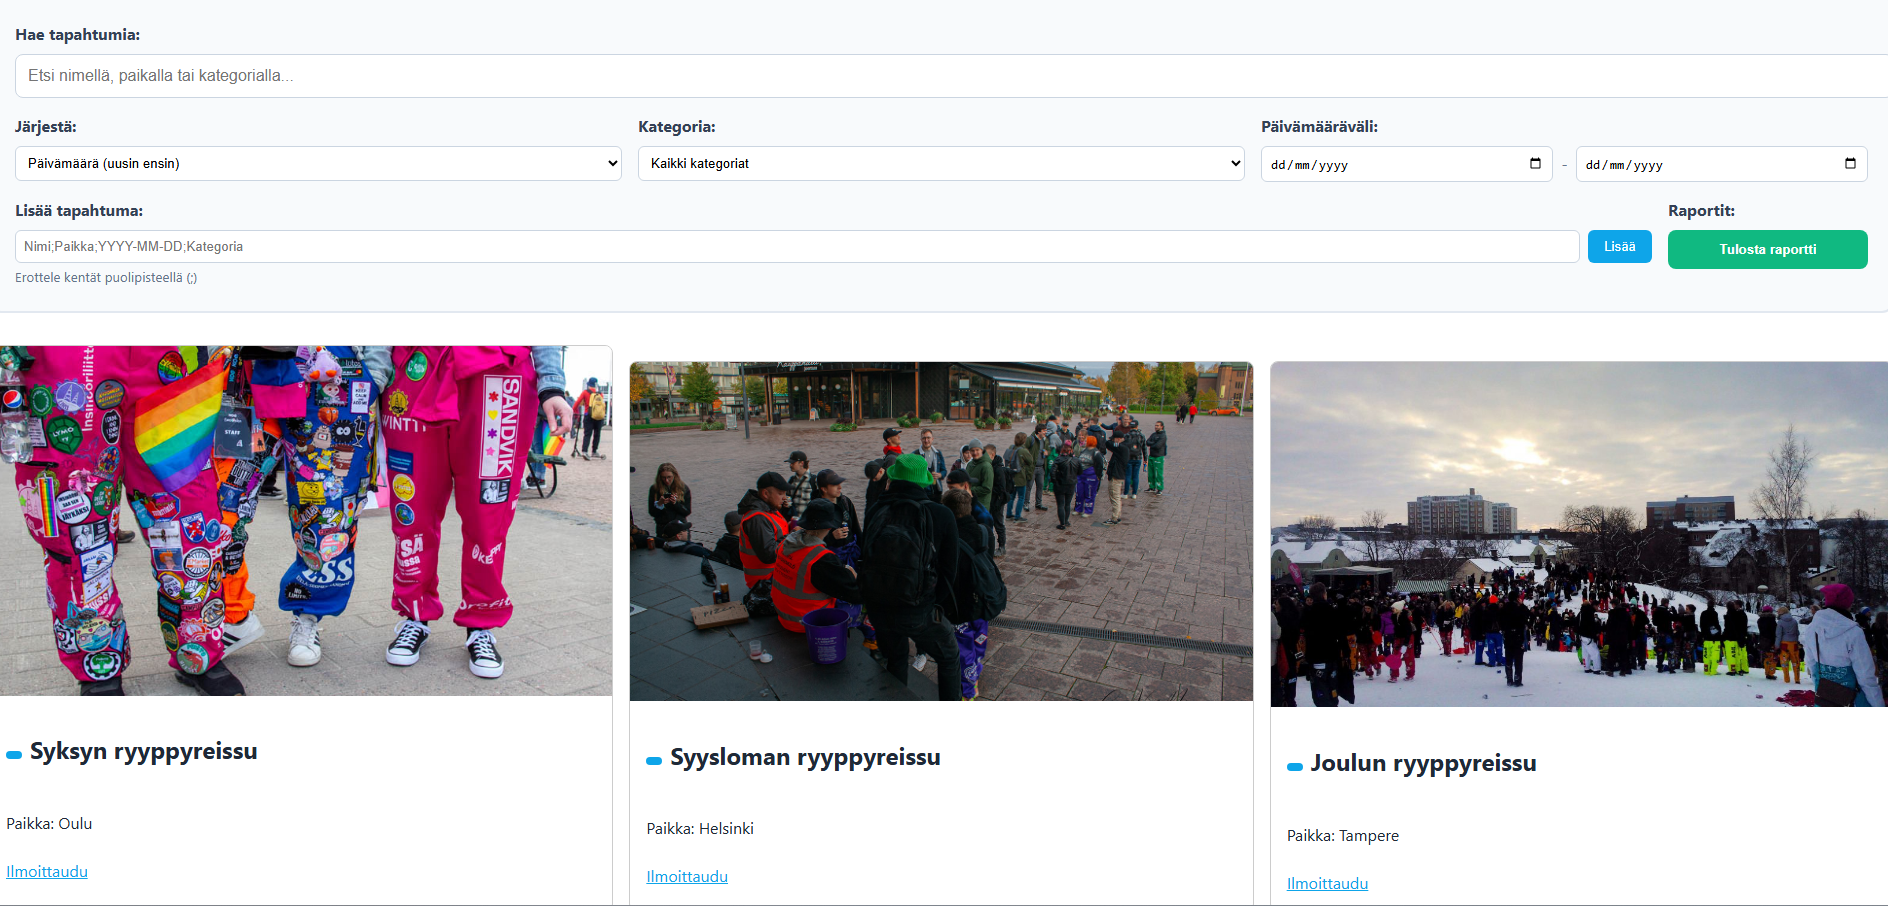 Hae tapahtumia:
Etsi nimellä, paikalla tai kategorialla...
Järjestä:
Kategoria:
Päivämääräväli:
Päivämäärä (uusin ensin)
Kaikki kategoriat
dd/mm/yyyy
-
dd/mm/yyyy
Lisää tapahtuma:
Raportit:
Nimi;Paikka;YYYY-MM-DD;Kategoria
Lisää
Tulosta raportti
Erottele kentät puolipisteellä (;)
SANDVIK
STAFF
LYMO
Syksyn ryyppyreissu
Paikka: Oulu
Ilmoittaudu
Syysloman ryyppyreissu
Paikka: Helsinki
Ilmoittaudu
Joulun ryyppyreissu
Paikka: Tampere
Ilmoittaudu